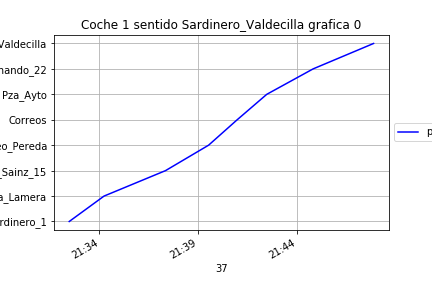 Coche 1 sentido Sardinero_Valdecilla grafica 0
Valdecilla
nando_22
Pza_Ayto
Correos
eo_Pereda
_Sainz_15
a_Lamera
rdinero_1
21:34
21:39
21:44
37
p